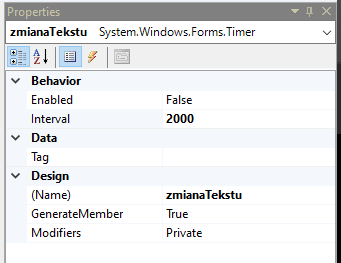 Properties
zmianaTekstu System.Windows.Forms.Timer
Behavior
Enabled False
Interval 2000
Data
Tag
Design
(Name) zmianaTekstu
GenerateMember True
Modifiers Private